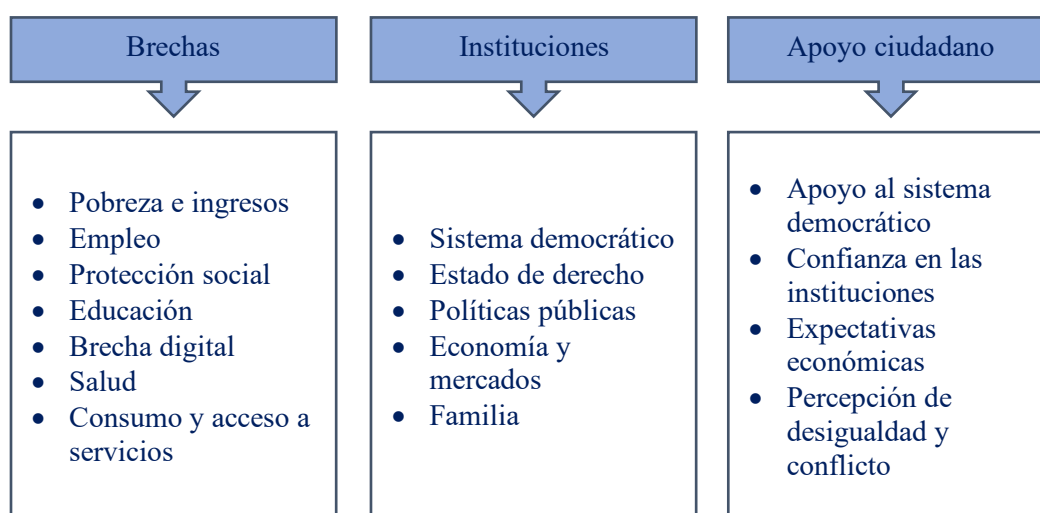 Brechas
• Pobreza e ingresos
• Empleo
• Protección social
• Educación
• Brecha digital
• Salud
• Consumo y acceso a
servicios
Instituciones
• Sistema democrático
• Estado de derecho
• Políticas públicas
• Economía y
mercados
• Familia
Apoyo ciudadano
• Apoyo al sistema
democrático
• Confianza en las
instituciones
• Expectativas
económicas
• Percepción de
desigualdad y
conflicto